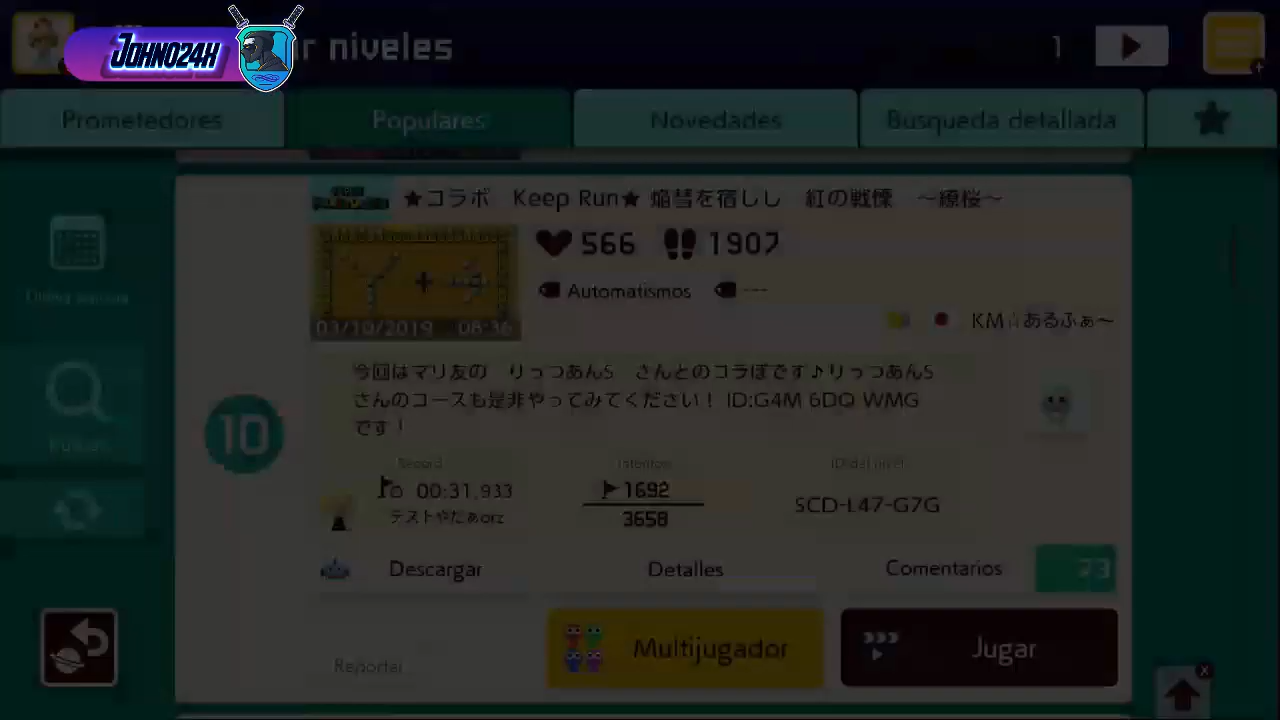 JOHNO24X
r niveles
1
Prometedores
Populares
Novedades
Búsqueda detallada
★コラボ Keep Run★ 焔彗を宿しし 紅の戦慄 ～繚桜～
566
1907
Automatismos
---
03/10/2019 08:36
KM☆あるふぁ～
今回はマリ友の りっつあんS さんとのコラボです♪りっつあんS
さんのコースも是非やってみてください！ ID:G4M 6DQ WMG
です！
10
Récord
Intentos
ID del nivel
00:31,933
1692
テストやだぁorz
3658
SCD-L47-G7G
Descargar
Detalles
Comentarios
23
Reportar
Multijugador
Jugar
X